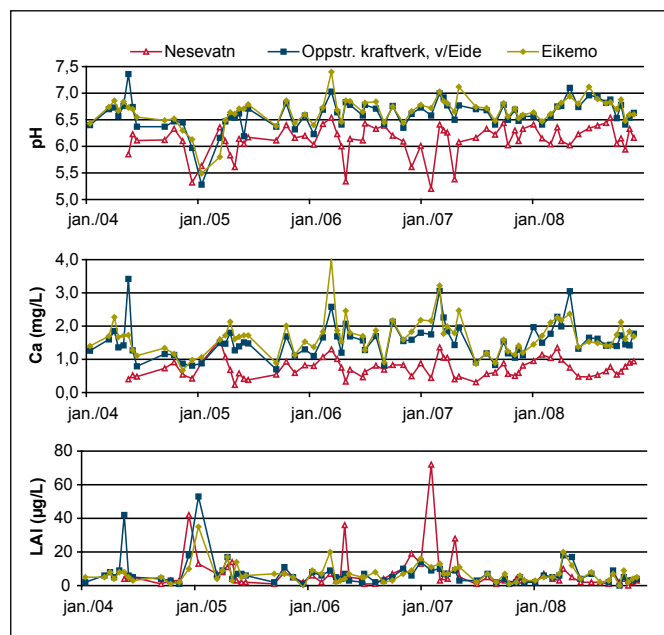 Nesevatn Oppstr. kraftverk, v/Eide Eikemo
7,5
7,0
6,5
6,0
5,5
5,0
pH
jan./04 jan./05 jan./06 jan./07 jan./08
4,0
3,0
2,0
1,0
0,0
Ca (mg/L)
jan./04 jan./05 jan./06 jan./07 jan./08
80
60
40
20
0
LAl (µg/L)
jan./04 jan./05 jan./06 jan./07 jan./08